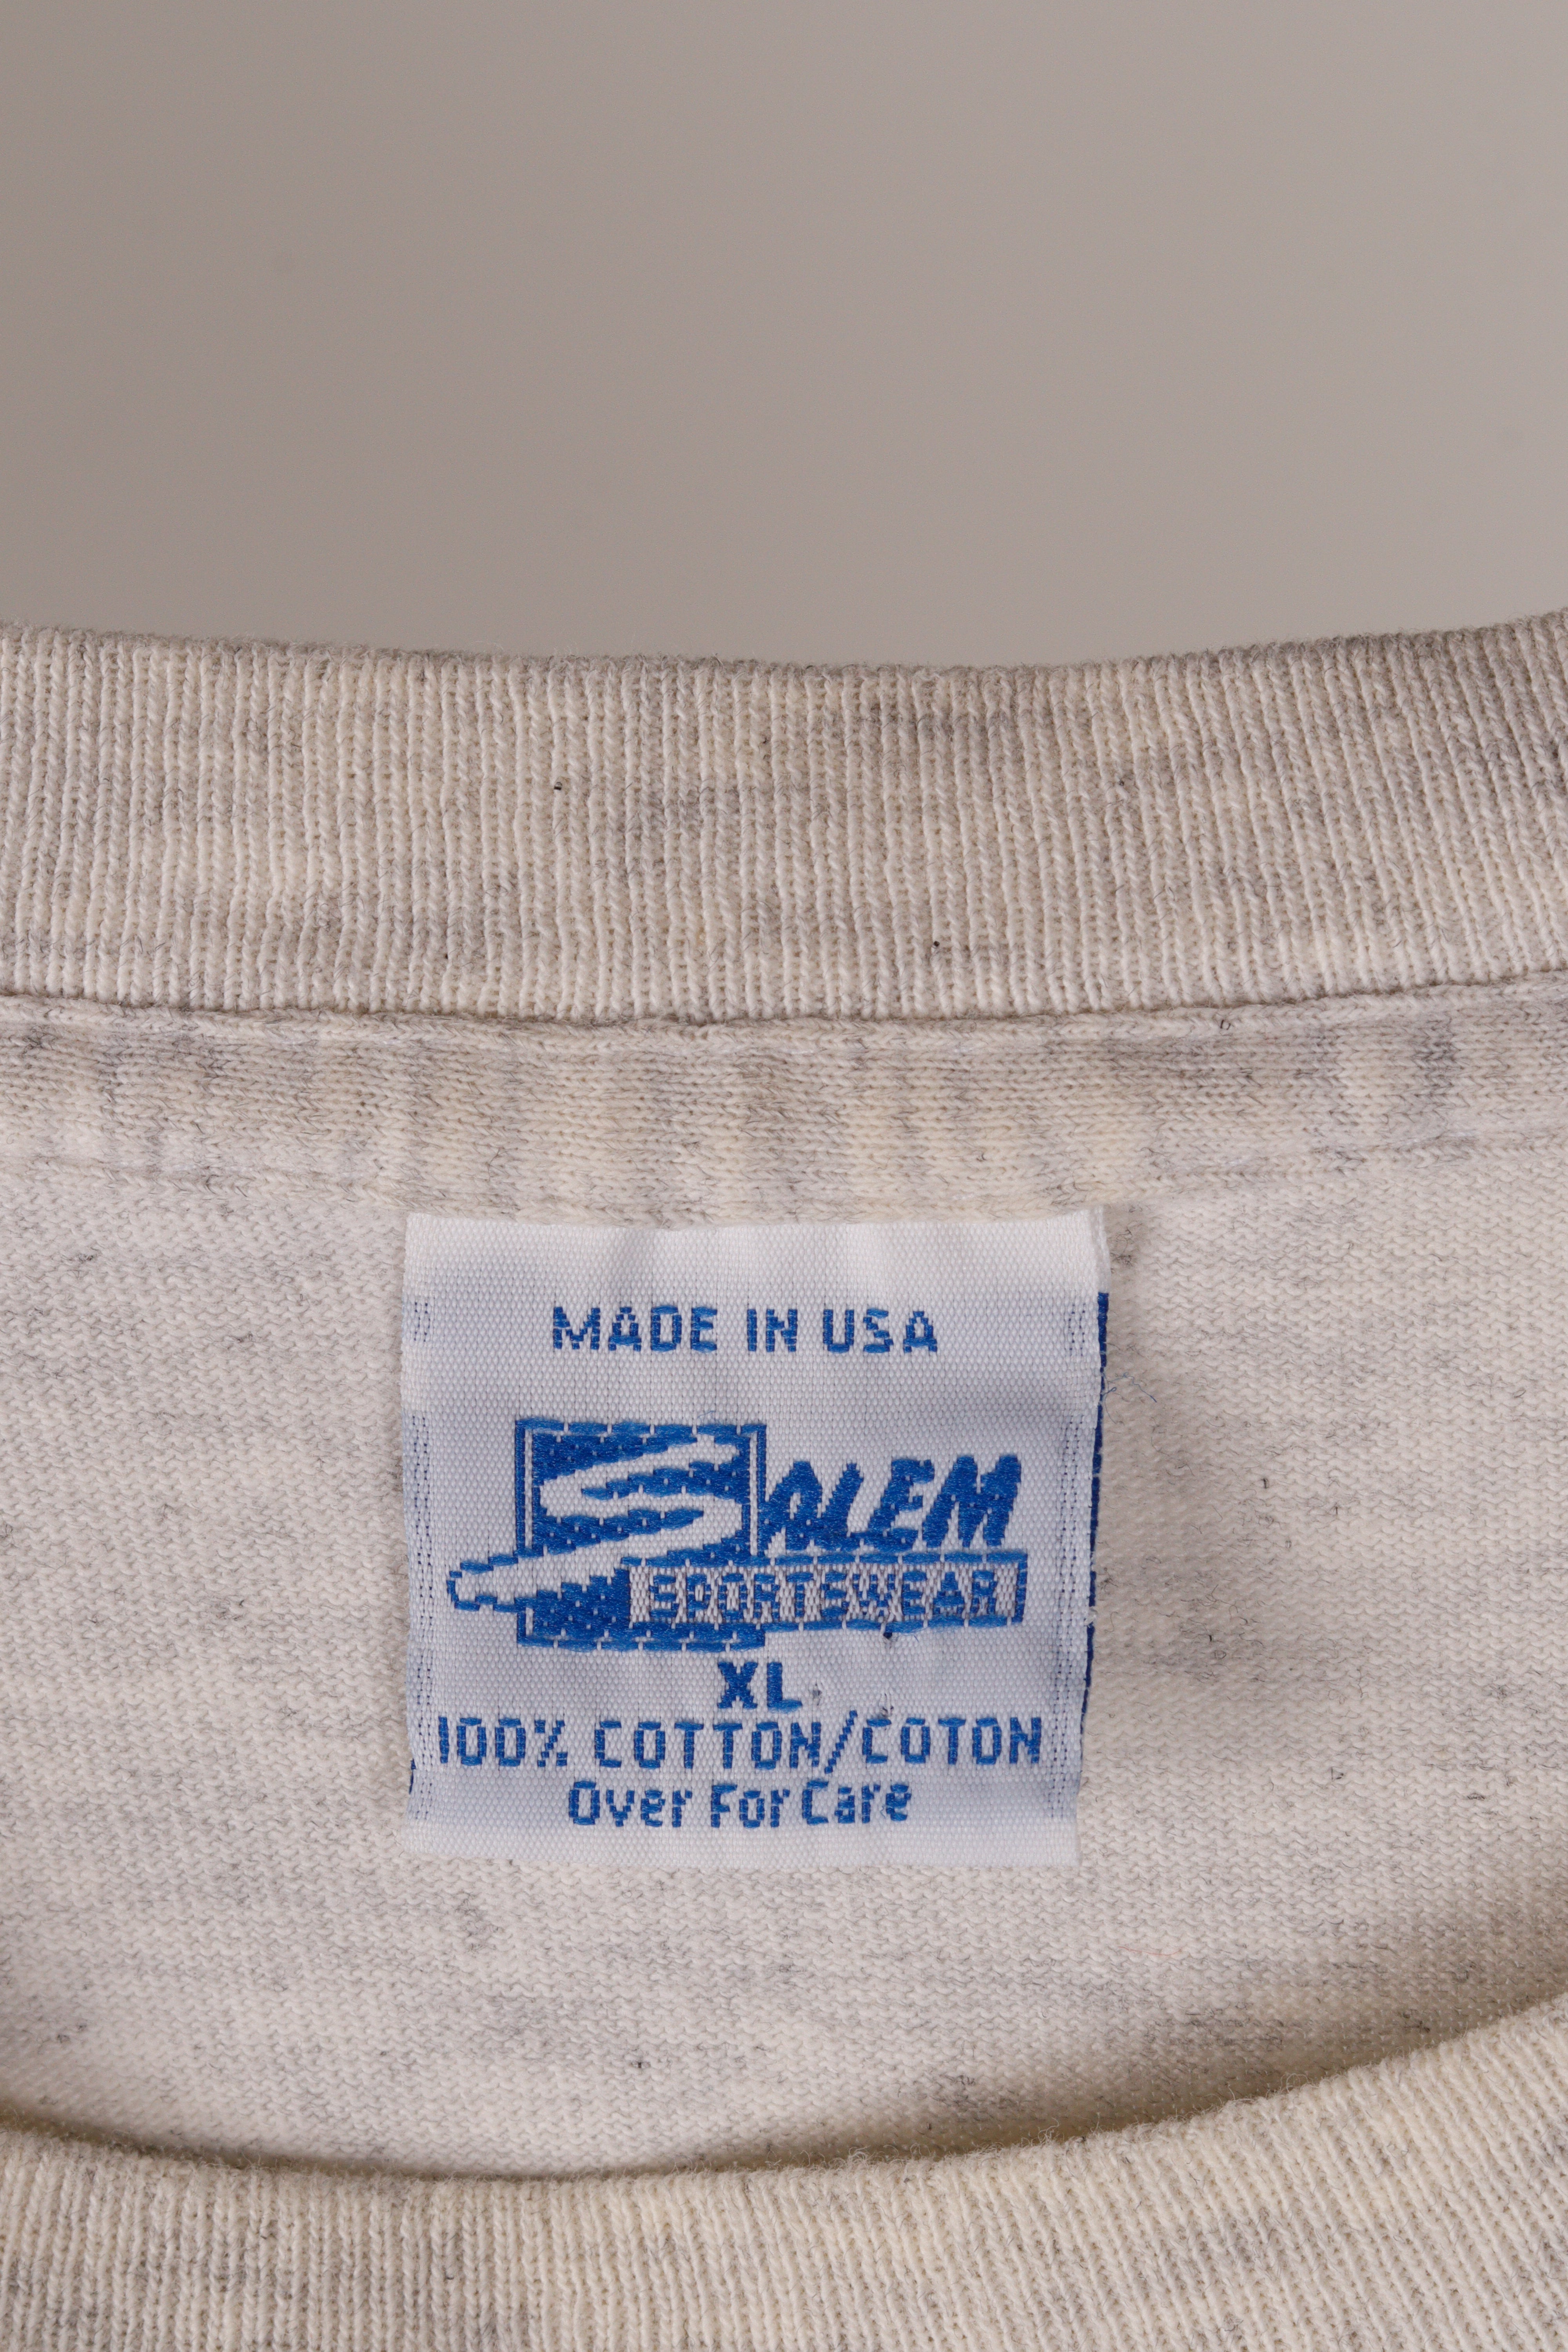 MADE IN USA
SALEM
SPORTSWEAR
XL
100% COTTON/COTON
Over For Care